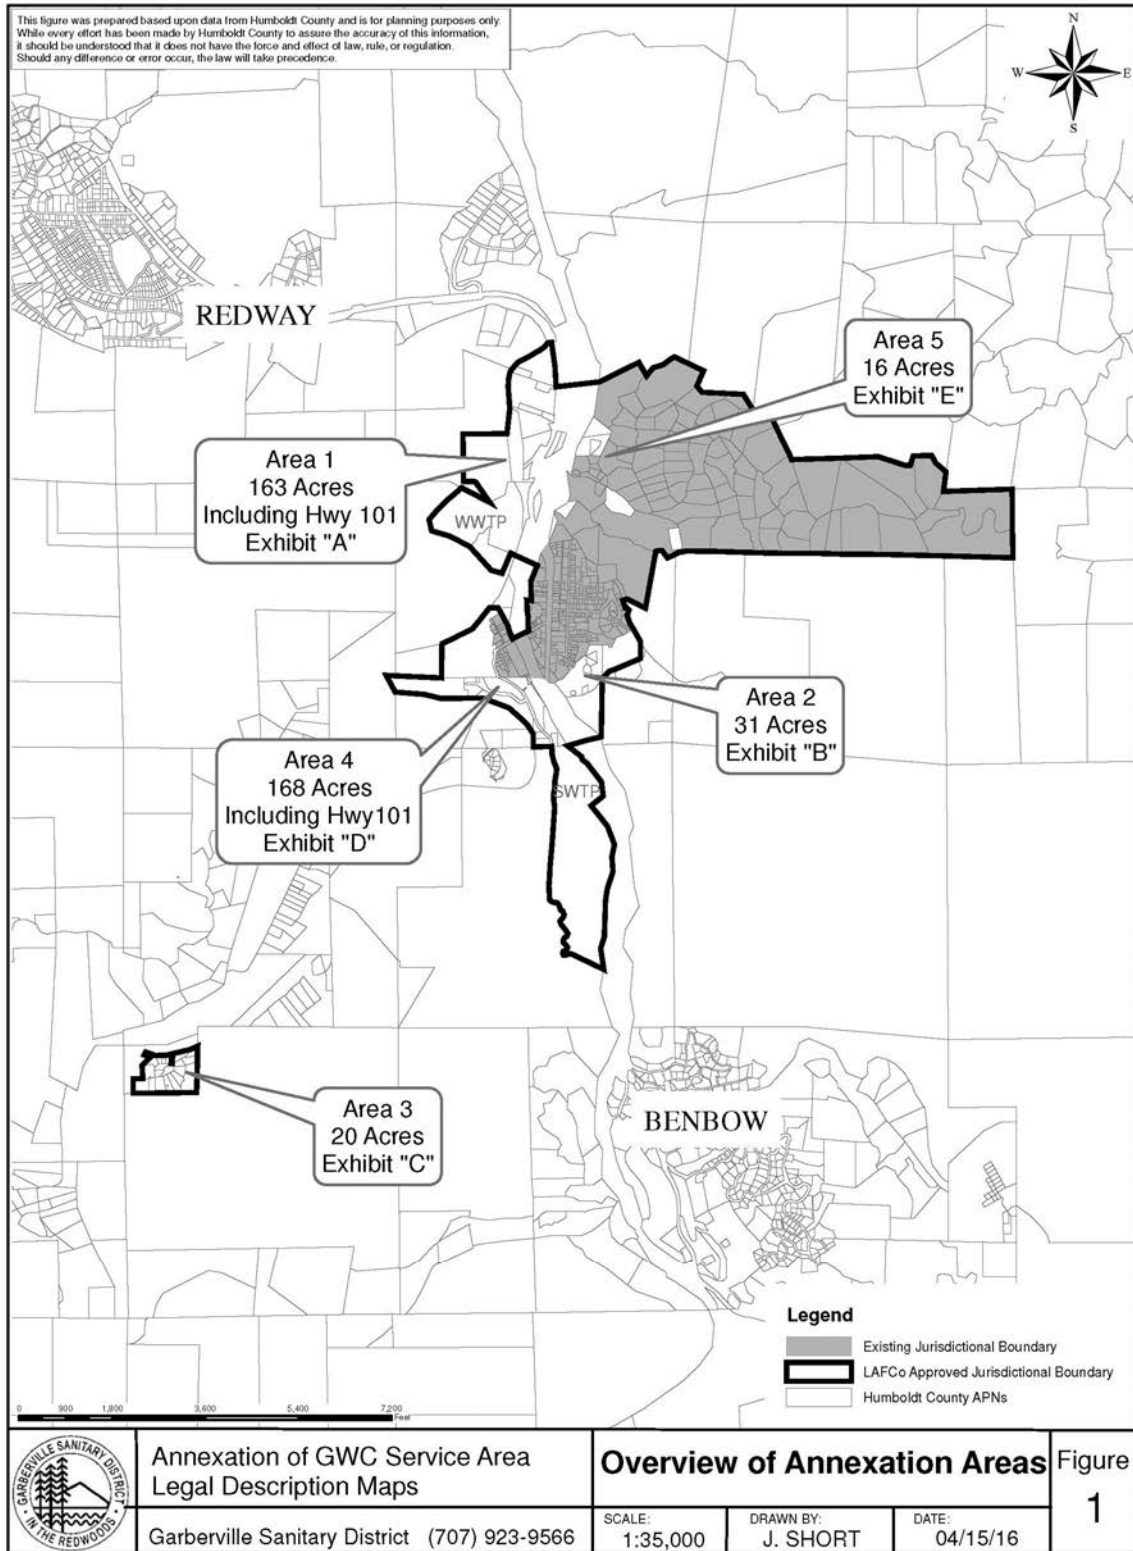 This figure was prepared based upon data from Humboldt County and is for planning purposes only.
While every effort has been made by Humboldt County to assure the accuracy of this information,
it should be understood that it does not have the force and effect of law, rule, or regulation.
Should any difference or error occur, the law will take precedence.
N
W
E
S
REDWAY
Area 5
16 Acres
Exhibit "E"
Area 1
163 Acres
Including Hwy 101
Exhibit "A"
WWTP
Area 2
31 Acres
Exhibit "B"
Area 4
168 Acres
Including Hwy101
Exhibit "D"
SWTP
Area 3
20 Acres
Exhibit "C"
BENBOW
Legend
Existing Jurisdictional Boundary
LAFCo Approved Jurisdictional Boundary
Humboldt County APNs
0 900 1,800 3,600 5,400 7,200
Feet
GARBERVILLE SANITARY DISTRICT
IN THE REDWOODS
Annexation of GWC Service Area
Legal Description Maps
Garberville Sanitary District (707) 923-9566
Overview of Annexation Areas
SCALE:
1:35,000
DRAWN BY:
J. SHORT
DATE:
04/15/16
Figure
1